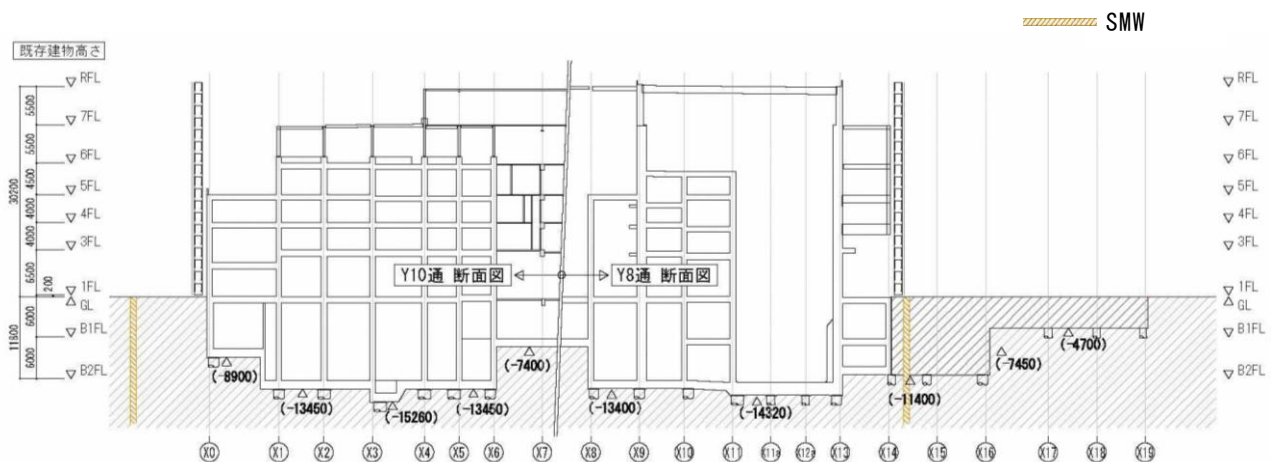 SMW
既存建物高さ
RFL
7FL
6FL
5FL
4FL
3FL
1FL
GL
B1FL
B2FL
5500
5500
4500
4000
4000
6500
200
30200
6000
6000
11800
RFL
7FL
6FL
5FL
4FL
3FL
1FL
GL
B1FL
B2FL
Y10通 断面図
Y8通 断面図
(-8900)
(-13450)
(-15260)
(-13450)
(-7400)
(-13400)
(-14320)
(-11400)
(-7450)
(-4700)
X0 X1 X2 X3 X4 X5 X6 X7 X8 X9 X10 X11 X11a X12a X13 X14 X15 X16 X17 X18 X19